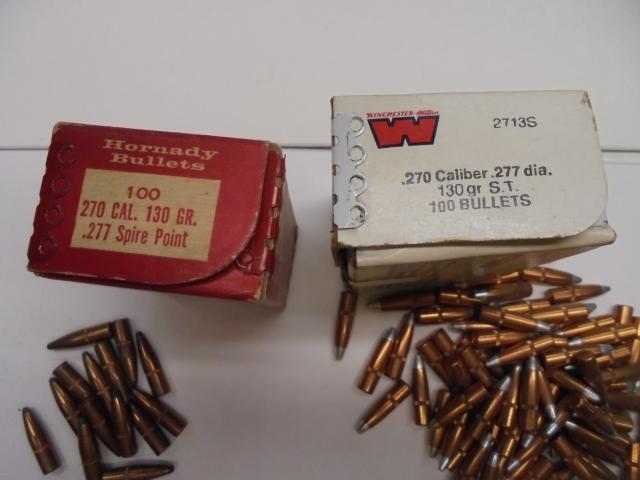 Hornady
Bullets
100
270 CAL. 130 GR.
.277 Spire Point
WINCHESTER-Western
W
2713S
.270 Caliber .277 dia.
130 gr S.T.
100 BULLETS